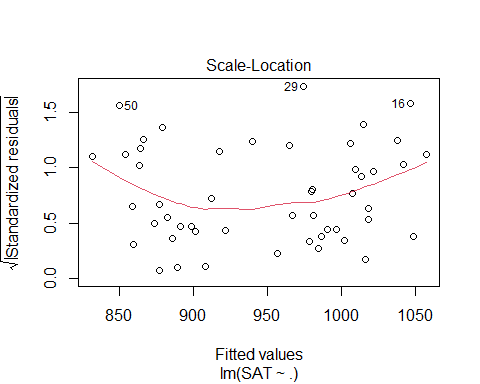 Scale-Location
√|Standardized residuals|
1.5
1.0
0.5
0.0
50
29
16
850 900 950 1000 1050
Fitted values
lm(SAT ~ .)